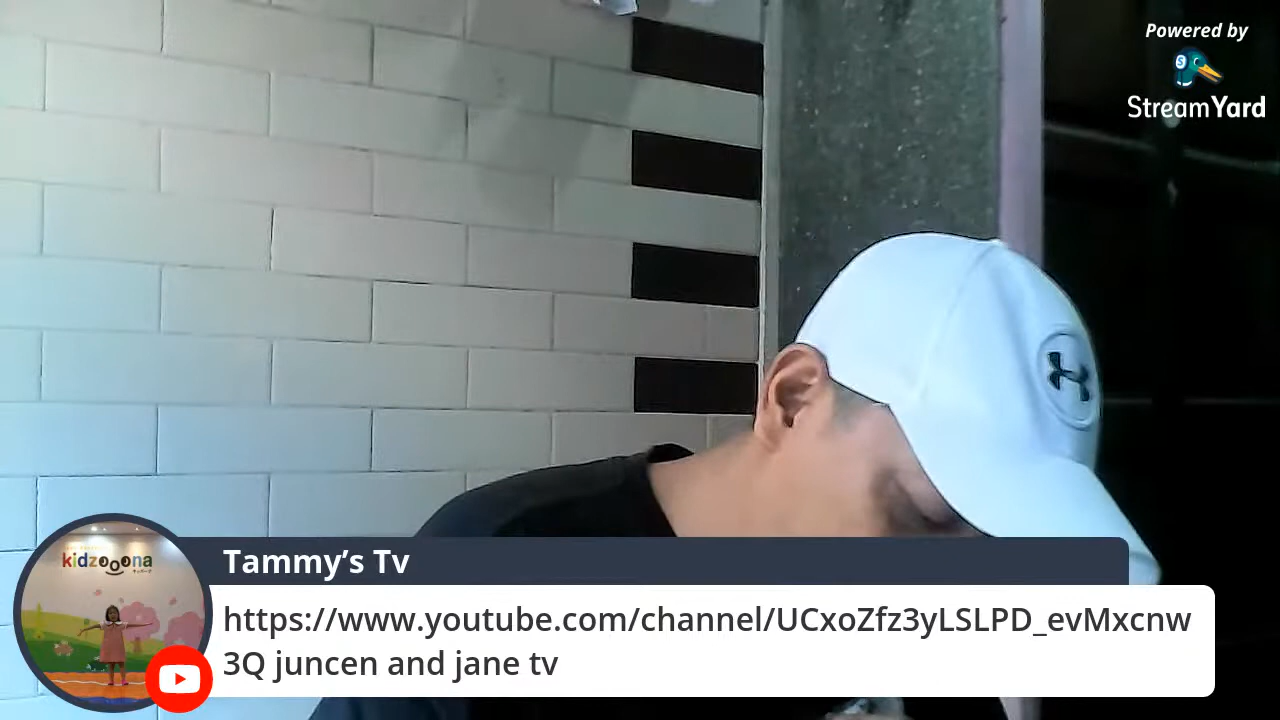 Powered by
StreamYard
kidzooona
Tammy’s Tv
https://www.youtube.com/channel/UCxoZfz3yLSLPD_evMxcnw
3Q juncen and jane tv